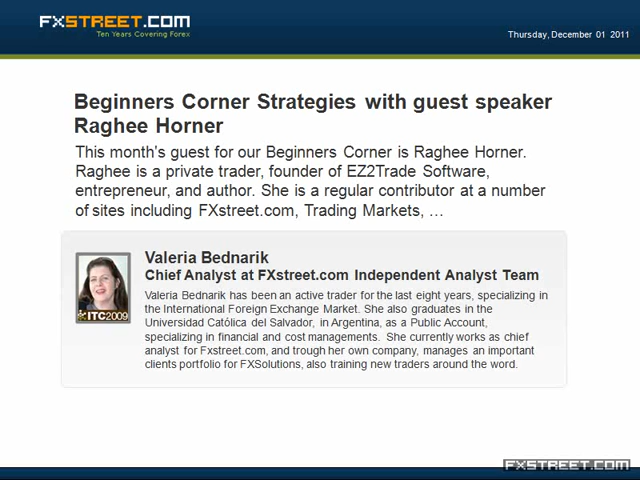 FXSTREET.COM
Ten Years Covering Forex
Thursday, December 01 2011
Beginners Corner Strategies with guest speaker
Raghee Horner
This month's guest for our Beginners Corner is Raghee Horner.
Raghee is a private trader, founder of EZ2Trade Software,
entrepreneur, and author. She is a regular contributor at a number
of sites including FXstreet.com, Trading Markets, …
Valeria Bednarik
Chief Analyst at FXstreet.com Independent Analyst Team
Valeria Bednarik has been an active trader for the last eight years, specializing in
the International Foreign Exchange Market. She also graduates in the
Universidad Católica del Salvador, in Argentina, as a Public Account,
specializing in financial and cost managements. She currently works as chief
analyst for Fxstreet.com, and trough her own company, manages an important
clients portfolio for FXSolutions, also training new traders around the word.
ITC2009
FXSTREET.COM